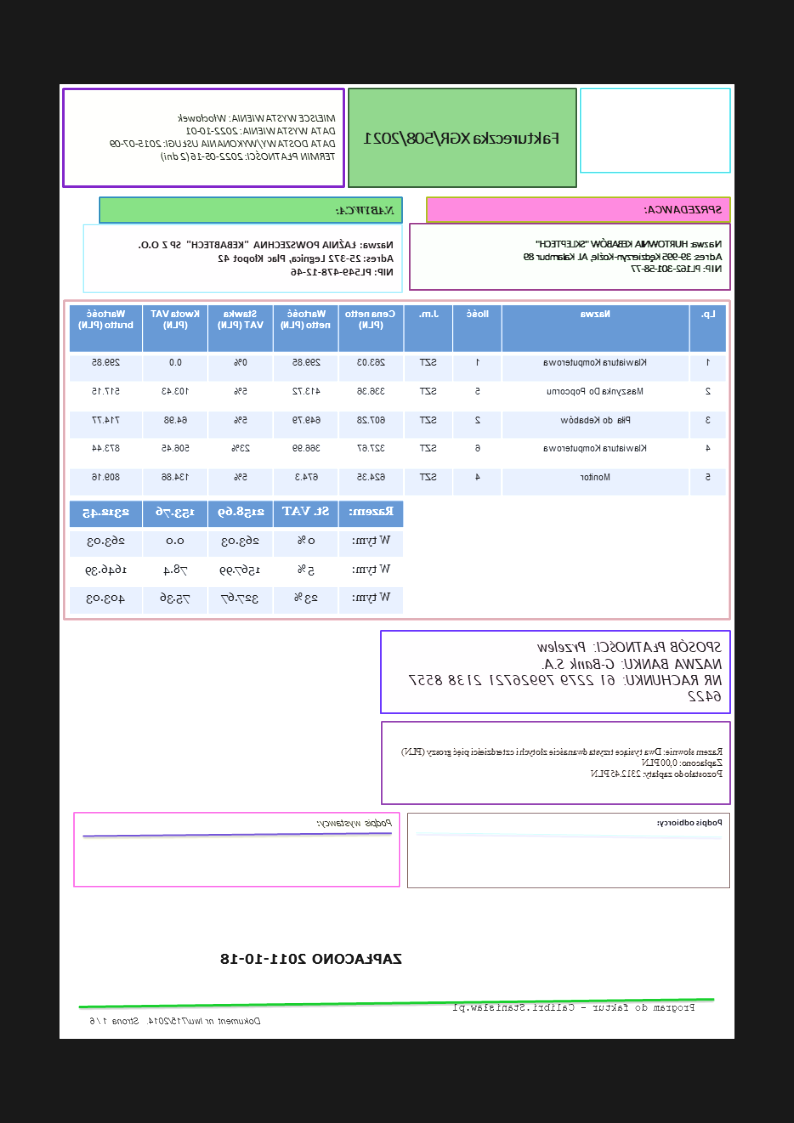 Faktureczka XGR/508/2021
MIEJSCE WYSTAWIENIA: Włocławek
DATA WYSTAWIENIA: 2022-10-01
DATA DOSTAWY/WYKONANIA USŁUGI: 2015-07-09
TERMIN PŁATNOŚCI: 2022-05-16 (2 dni)
SPRZEDAWCA:
Nazwa: HURTOWNIA KEBABÓW "SKLEPTECH"
Adres: 39-995 Kędzierzyn-Koźle, Al. Kalambur 89
NIP: PL162-301-58-77
NABYWCA:
Nazwa: ŁAŹNIA POWSZECHNA "KEBABTECH" SP Z O.O.
Adres: 25-372 Legnica, Plac Kłopot 42
NIP: PL549-478-12-46
Lp. Nazwa Ilość J.m. Cena netto (PLN) Wartość netto (PLN) Stawka VAT (PLN) Kwota VAT (PLN) Wartość brutto (PLN)
1 Klawiatura Komputerowa 1 SZT 263.03 299.85 0% 0.0 299.85
2 Maszynka Do Popcornu 5 SZT 336.36 413.72 5% 103.43 517.15
3 Piła do Kebabów 2 SZT 607.28 649.79 5% 64.98 714.77
4 Klawiatura Komputerowa 6 SZT 327.67 366.99 23% 506.45 873.44
5 Monitor 4 SZT 624.35 674.3 5% 134.86 809.16
Razem: St. VAT 2158.69 153.76 2312.45
W tym: 0% 263.03 0.0 263.03
W tym: 5% 1567.99 78.4 1646.39
W tym: 23% 327.67 75.36 403.03
SPOSÓB PŁATNOŚCI: Przelew
NAZWA BANKU: G-Bank S.A.
NR RACHUNKU: 61 2279 79926721 2138 8557
6422
Razem słownie: Dwa tysiące trzysta dwanaście złotych i czterdzieści pięć groszy (PLN)
Zapłacono: 0,00 PLN
Pozostało do zapłaty: 2312.45 PLN
Podpis odbiorcy:
Podpis wystawcy:
ZAPŁACONO 2011-10-18
Program do faktur - Calibri.Stanislaw.pl
Dokument nr lwu/715/2014. Strona 1 / 6